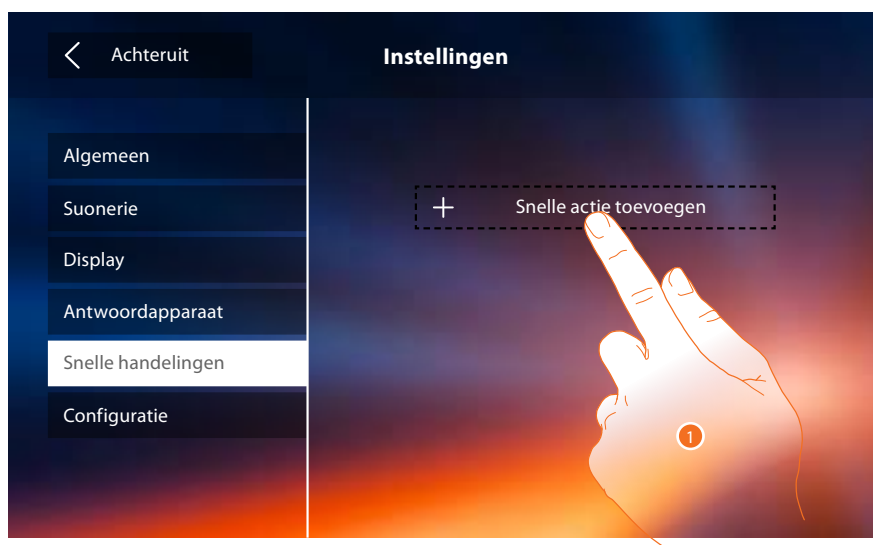 Achteruit
Instellingen
Algemeen
Suonerie
Display
Antwoordapparaat
Snelle handelingen
Configuratie
+ Snelle actie toevoegen
1